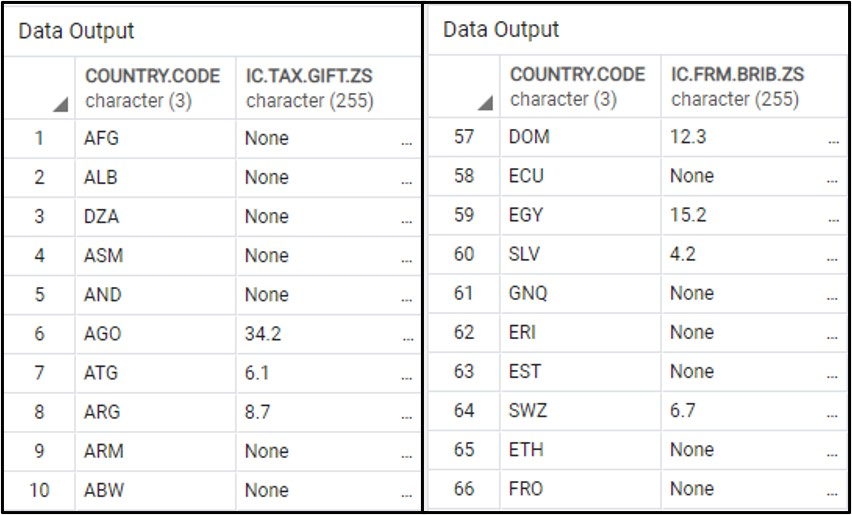 Data Output
COUNTRY.CODE IC.TAX.GIFT.ZS
character (3) character (255)
1 AFG None ...
2 ALB None ...
3 DZA None ...
4 ASM None ...
5 AND None ...
6 AGO 34.2 ...
7 ATG 6.1 ...
8 ARG 8.7 ...
9 ARM None ...
10 ABW None ...
Data Output
COUNTRY.CODE IC.FRM.BRIB.ZS
character (3) character (255)
57 DOM 12.3 ...
58 ECU None ...
59 EGY 15.2 ...
60 SLV 4.2 ...
61 GNQ None ...
62 ERI None ...
63 EST None ...
64 SWZ 6.7 ...
65 ETH None ...
66 FRO None ...